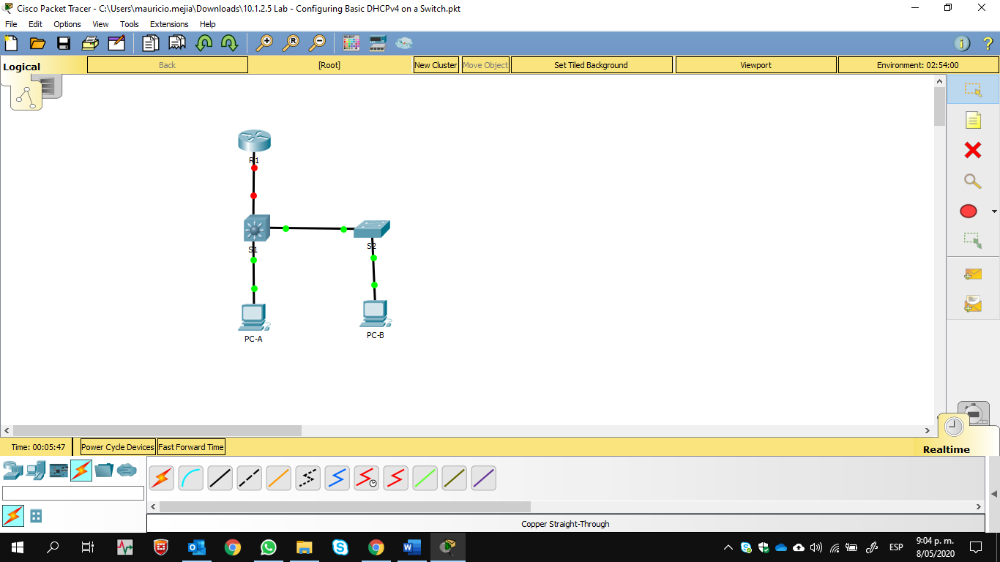 Cisco Packet Tracer - C:\Users\mauricio.mejia\Downloads\10.1.2.5 Lab - Configuring Basic DHCPv4 on a Switch.pkt
File Edit Options View Tools Extensions Help
Logical
Back
[Root]
New Cluster
Move Object
Set Tiled Background
Viewport
Environment: 02:54:00
R1
S1
S2
PC-A
PC-B
Time: 00:05:47
Power Cycle Devices
Fast Forward Time
Realtime
Copper Straight-Through
ESP
9:04 p. m.
8/05/2020